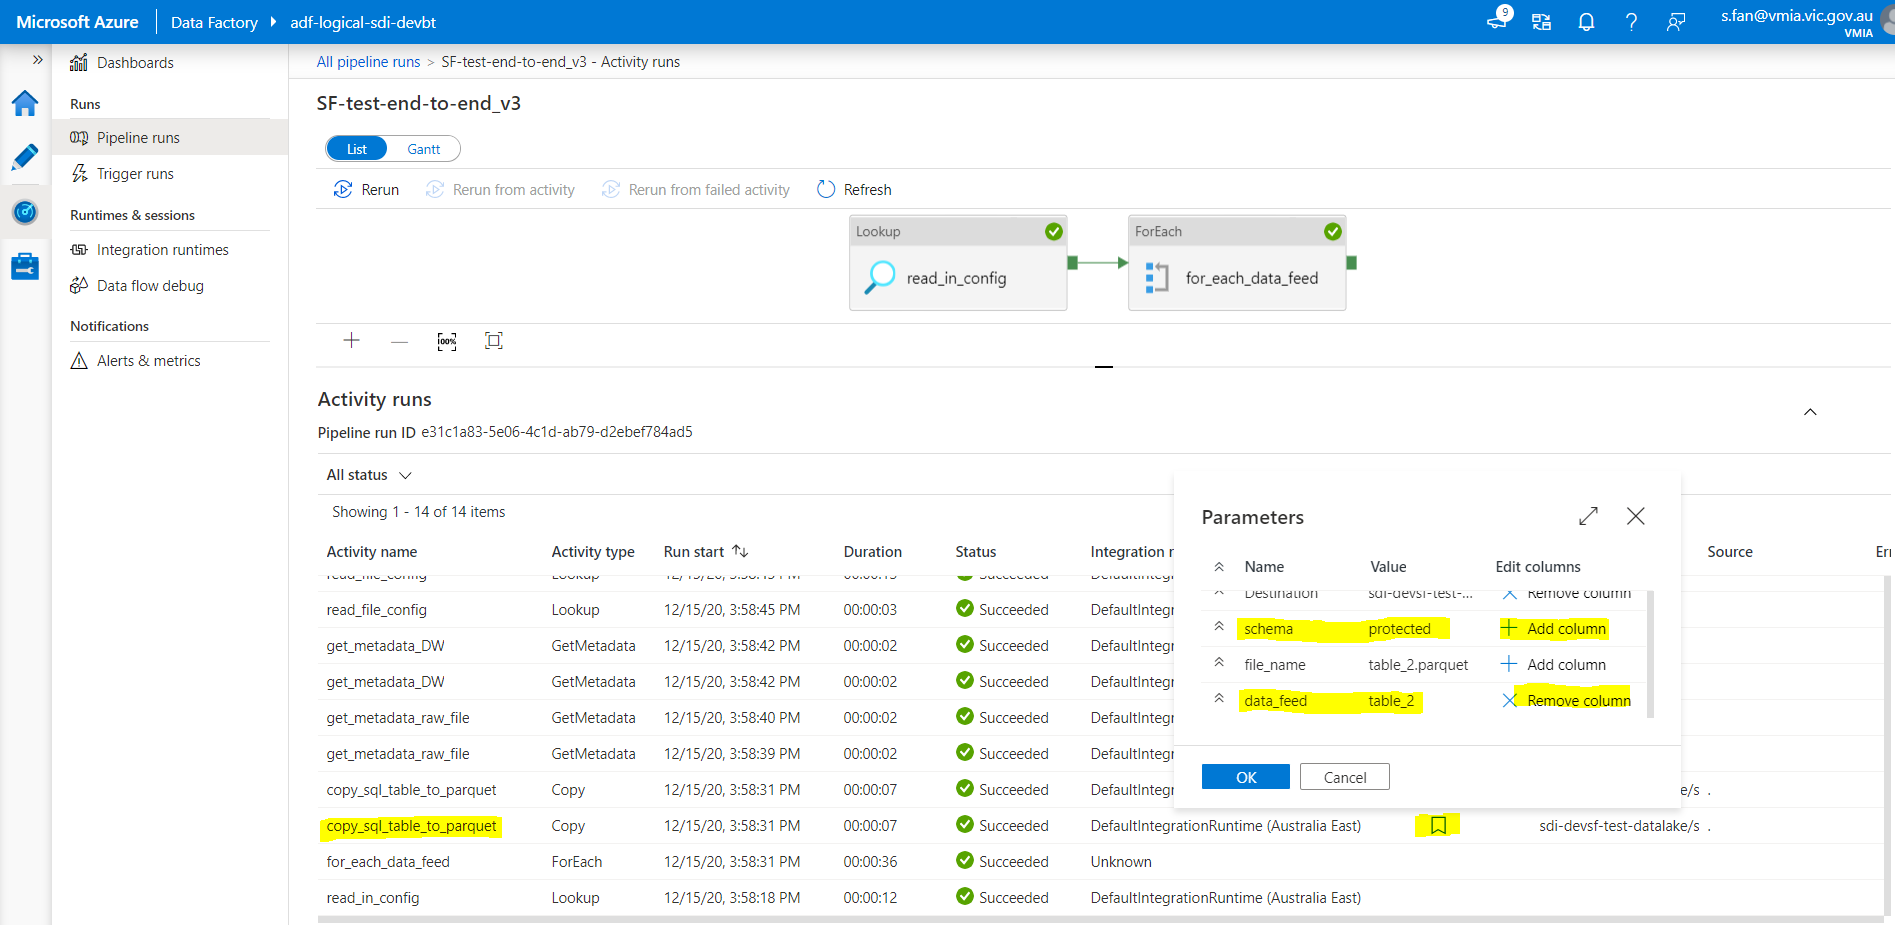 Microsoft Azure Data Factory adf-logical-sdi-devbt 9 ? s.fan@vmia.vic.gov.au
VMIA
Dashboards
Runs
Pipeline runs
Trigger runs
Runtimes & sessions
Integration runtimes
Data flow debug
Notifications
Alerts & metrics
All pipeline runs > SF-test-end-to-end_v3 - Activity runs
SF-test-end-to-end_v3
List Gantt
Rerun Rerun from activity Rerun from failed activity Refresh
Lookup
read_in_config
ForEach
for_each_data_feed
100%
Activity runs
Pipeline run ID e31c1a83-5e06-4c1d-ab79-d2ebef784ad5
All status
Showing 1 - 14 of 14 items
Activity name Activity type Run start Duration Status Integration r Source Err
read_file_config Lookup 12/15/20, 3:58:45 PM 00:00:03 Succeeded DefaultIntegr
get_metadata_DW GetMetadata 12/15/20, 3:58:42 PM 00:00:02 Succeeded DefaultIntegr
get_metadata_DW GetMetadata 12/15/20, 3:58:42 PM 00:00:02 Succeeded DefaultIntegr
get_metadata_raw_file GetMetadata 12/15/20, 3:58:40 PM 00:00:02 Succeeded DefaultIntegr
get_metadata_raw_file GetMetadata 12/15/20, 3:58:39 PM 00:00:02 Succeeded DefaultIntegr
copy_sql_table_to_parquet Copy 12/15/20, 3:58:31 PM 00:00:07 Succeeded DefaultIntegr e/s .
copy_sql_table_to_parquet Copy 12/15/20, 3:58:31 PM 00:00:07 Succeeded DefaultIntegrationRuntime (Australia East) sdi-devsf-test-datalake/s .
for_each_data_feed ForEach 12/15/20, 3:58:31 PM 00:00:36 Succeeded Unknown
read_in_config Lookup 12/15/20, 3:58:18 PM 00:00:12 Succeeded DefaultIntegrationRuntime (Australia East)
Parameters
Name Value Edit columns
Destination sdi-devsf-test-... Remove column
schema protected Add column
file_name table_2.parquet Add column
data_feed table_2 Remove column
OK Cancel